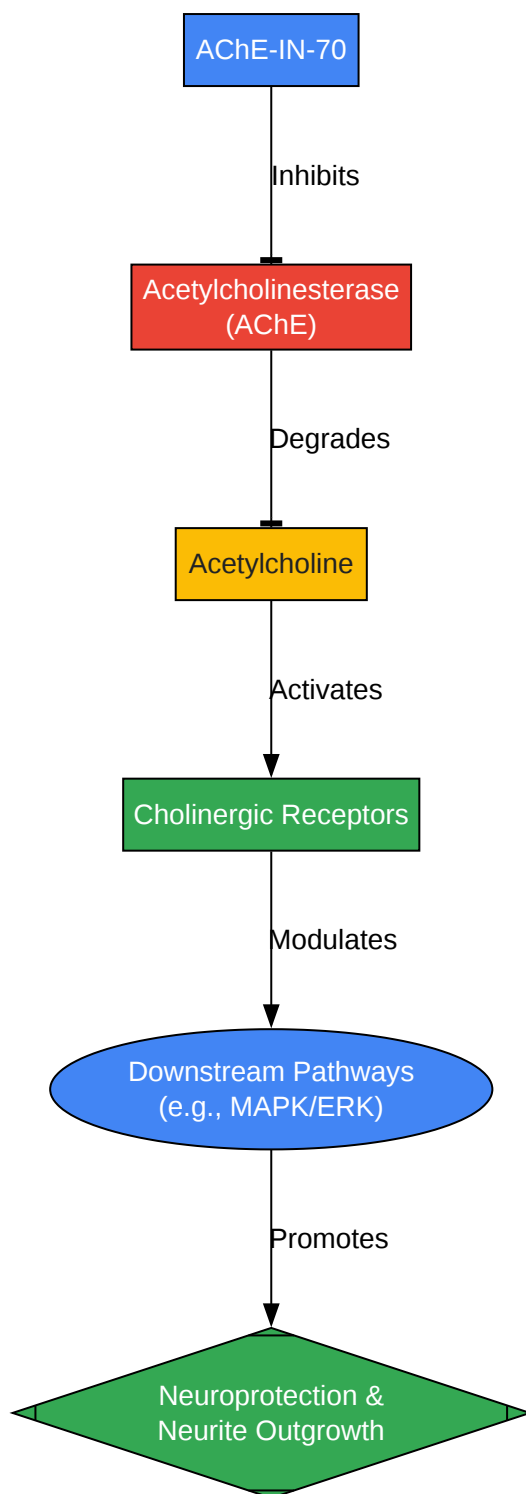 AChE-IN-70
Inhibits
Acetylcholinesterase
(AChE)
Degrades
Acetylcholine
Activates
Cholinergic Receptors
Modulates
Downstream Pathways
(e.g., MAPK/ERK)
Promotes
Neuroprotection &
Neurite Outgrowth